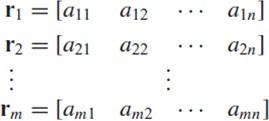 r₁ = [a₁₁ a₁₂ ⋯ a₁ₙ]
r₂ = [a₂₁ a₂₂ ⋯ a₂ₙ]
⋮ ⋮
rₘ = [aₘ₁ aₘ₂ ⋯ aₘₙ]